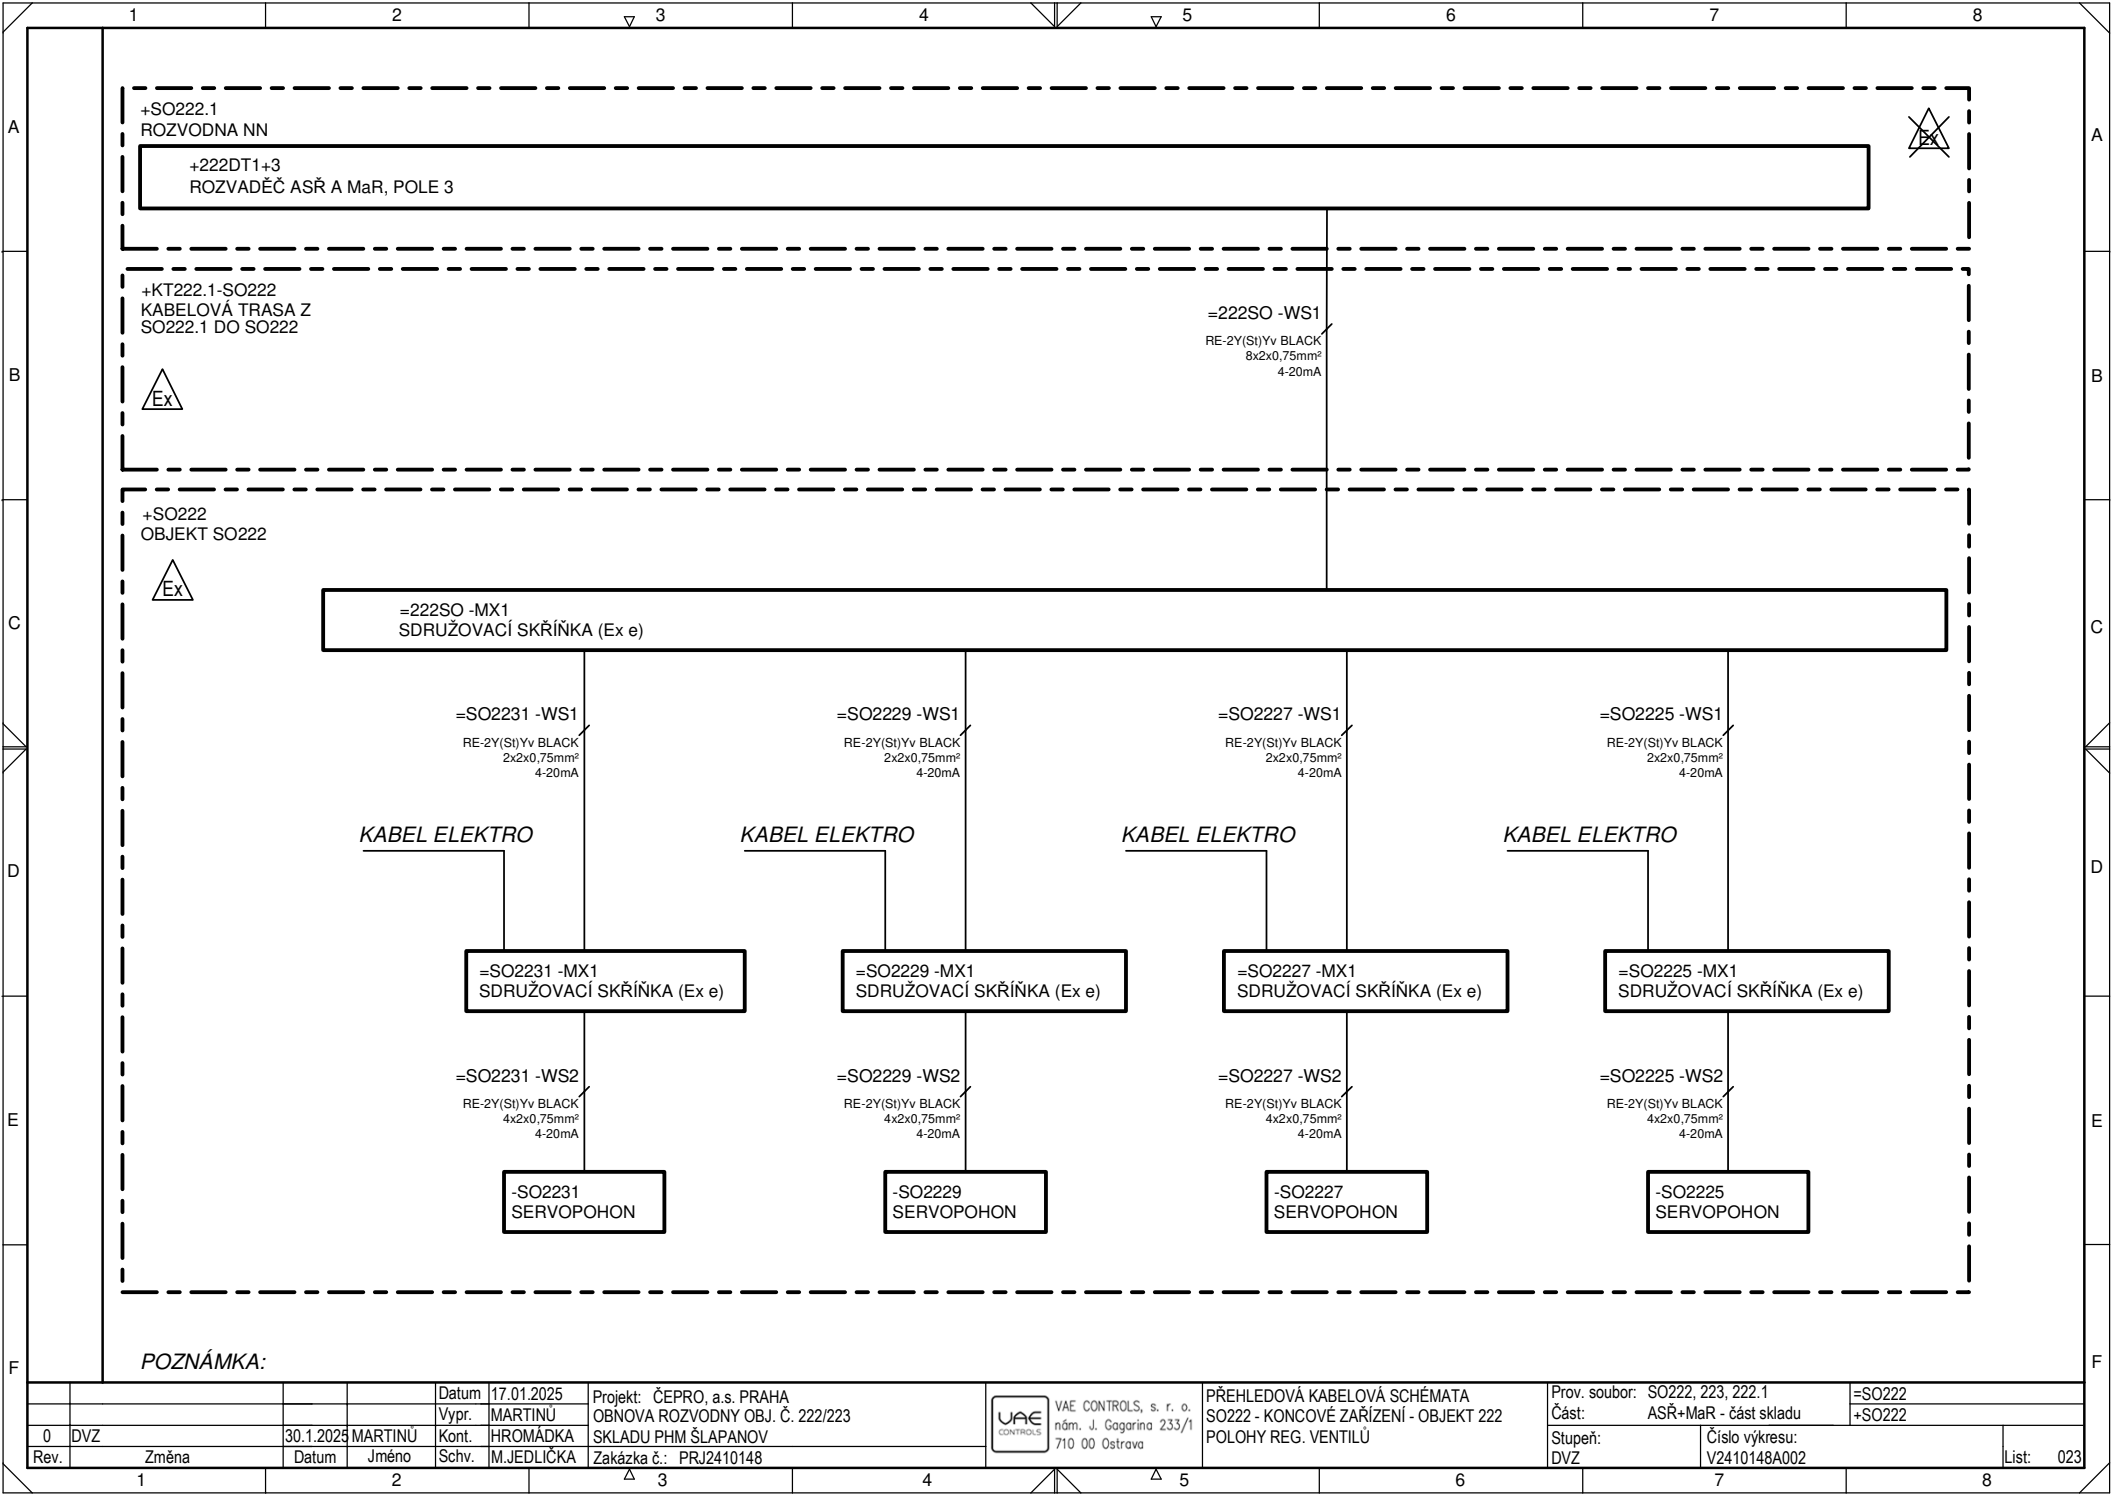 1 2 3 4 5 6 7 8
A A
+SO222.1
ROZVODNA NN
Ex
+222DT1+3
ROZVADĚČ ASŘ A MaR, POLE 3
+KT222.1-SO222
KABELOVÁ TRASA Z
SO222.1 DO SO222
Ex
=222SO -WS1
RE-2Y(St)Yv BLACK
8x2x0,75mm²
4-20mA
B B
+SO222
OBJEKT SO222
Ex
=222SO -MX1
SDRUŽOVACÍ SKŘÍŇKA (Ex e)
C C
=SO2231 -WS1
RE-2Y(St)Yv BLACK
2x2x0,75mm²
4-20mA
=SO2229 -WS1
RE-2Y(St)Yv BLACK
2x2x0,75mm²
4-20mA
=SO2227 -WS1
RE-2Y(St)Yv BLACK
2x2x0,75mm²
4-20mA
=SO2225 -WS1
RE-2Y(St)Yv BLACK
2x2x0,75mm²
4-20mA
KABEL ELEKTRO KABEL ELEKTRO KABEL ELEKTRO KABEL ELEKTRO
D D
=SO2231 -MX1
SDRUŽOVACÍ SKŘÍŇKA (Ex e)
=SO2229 -MX1
SDRUŽOVACÍ SKŘÍŇKA (Ex e)
=SO2227 -MX1
SDRUŽOVACÍ SKŘÍŇKA (Ex e)
=SO2225 -MX1
SDRUŽOVACÍ SKŘÍŇKA (Ex e)
=SO2231 -WS2
RE-2Y(St)Yv BLACK
4x2x0,75mm²
4-20mA
=SO2229 -WS2
RE-2Y(St)Yv BLACK
4x2x0,75mm²
4-20mA
=SO2227 -WS2
RE-2Y(St)Yv BLACK
4x2x0,75mm²
4-20mA
=SO2225 -WS2
RE-2Y(St)Yv BLACK
4x2x0,75mm²
4-20mA
E E
-SO2231
SERVOPOHON
-SO2229
SERVOPOHON
-SO2227
SERVOPOHON
-SO2225
SERVOPOHON
F F
POZNÁMKA:
0 DVZ 30.1.2025 MARTINŮ
Rev. Změna Datum Jméno
Datum 17.01.2025
Vypr. MARTINŮ
Kont. HROMÁDKA
Schv. M.JEDLIČKA
Projekt: ČEPRO, a.s. PRAHA
OBNOVA ROZVODNY OBJ. Č. 222/223
SKLADU PHM ŠLAPANOV
Zakázka č.: PRJ2410148
VAE
CONTROLS
VAE CONTROLS, s. r. o.
nám. J. Gagarina 233/1
710 00 Ostrava
PŘEHLEDOVÁ KABELOVÁ SCHÉMATA
SO222 - KONCOVÉ ZAŘÍZENÍ - OBJEKT 222
POLOHY REG. VENTILŮ
Prov. soubor: SO222, 223, 222.1
Část: ASŘ+MaR - část skladu
=SO222
+SO222
Stupeň:
DVZ
Číslo výkresu:
V2410148A002
List: 023
1 2 3 4 5 6 7 8